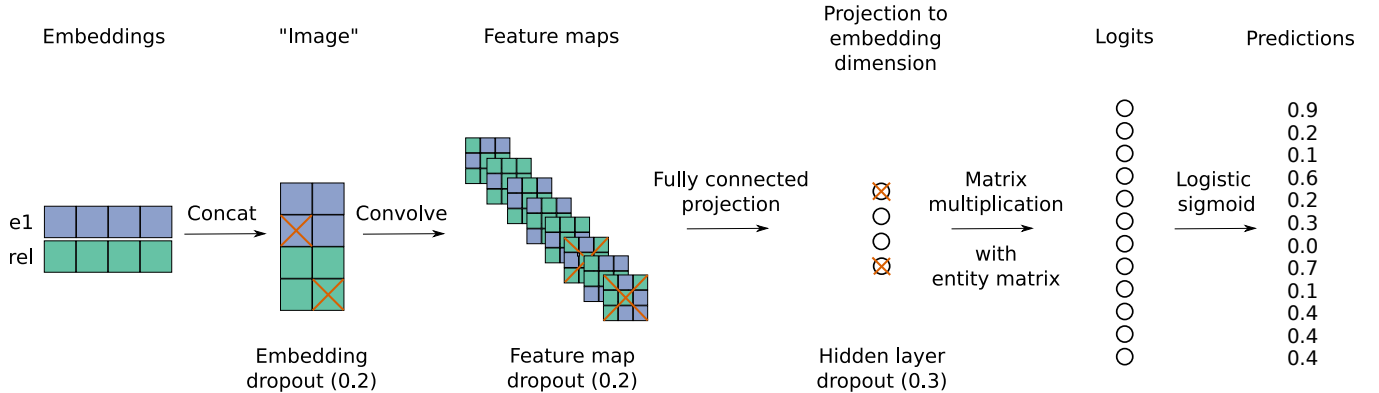 Embeddings
"Image"
Feature maps
Projection to
embedding
dimension
Logits
Predictions
e1
rel
Concat
Convolve
Fully connected
projection
Matrix
multiplication
with
entity matrix
Logistic
sigmoid
0.9
0.2
0.1
0.6
0.2
0.3
0.0
0.7
0.1
0.4
0.4
0.4
Embedding
dropout (0.2)
Feature map
dropout (0.2)
Hidden layer
dropout (0.3)